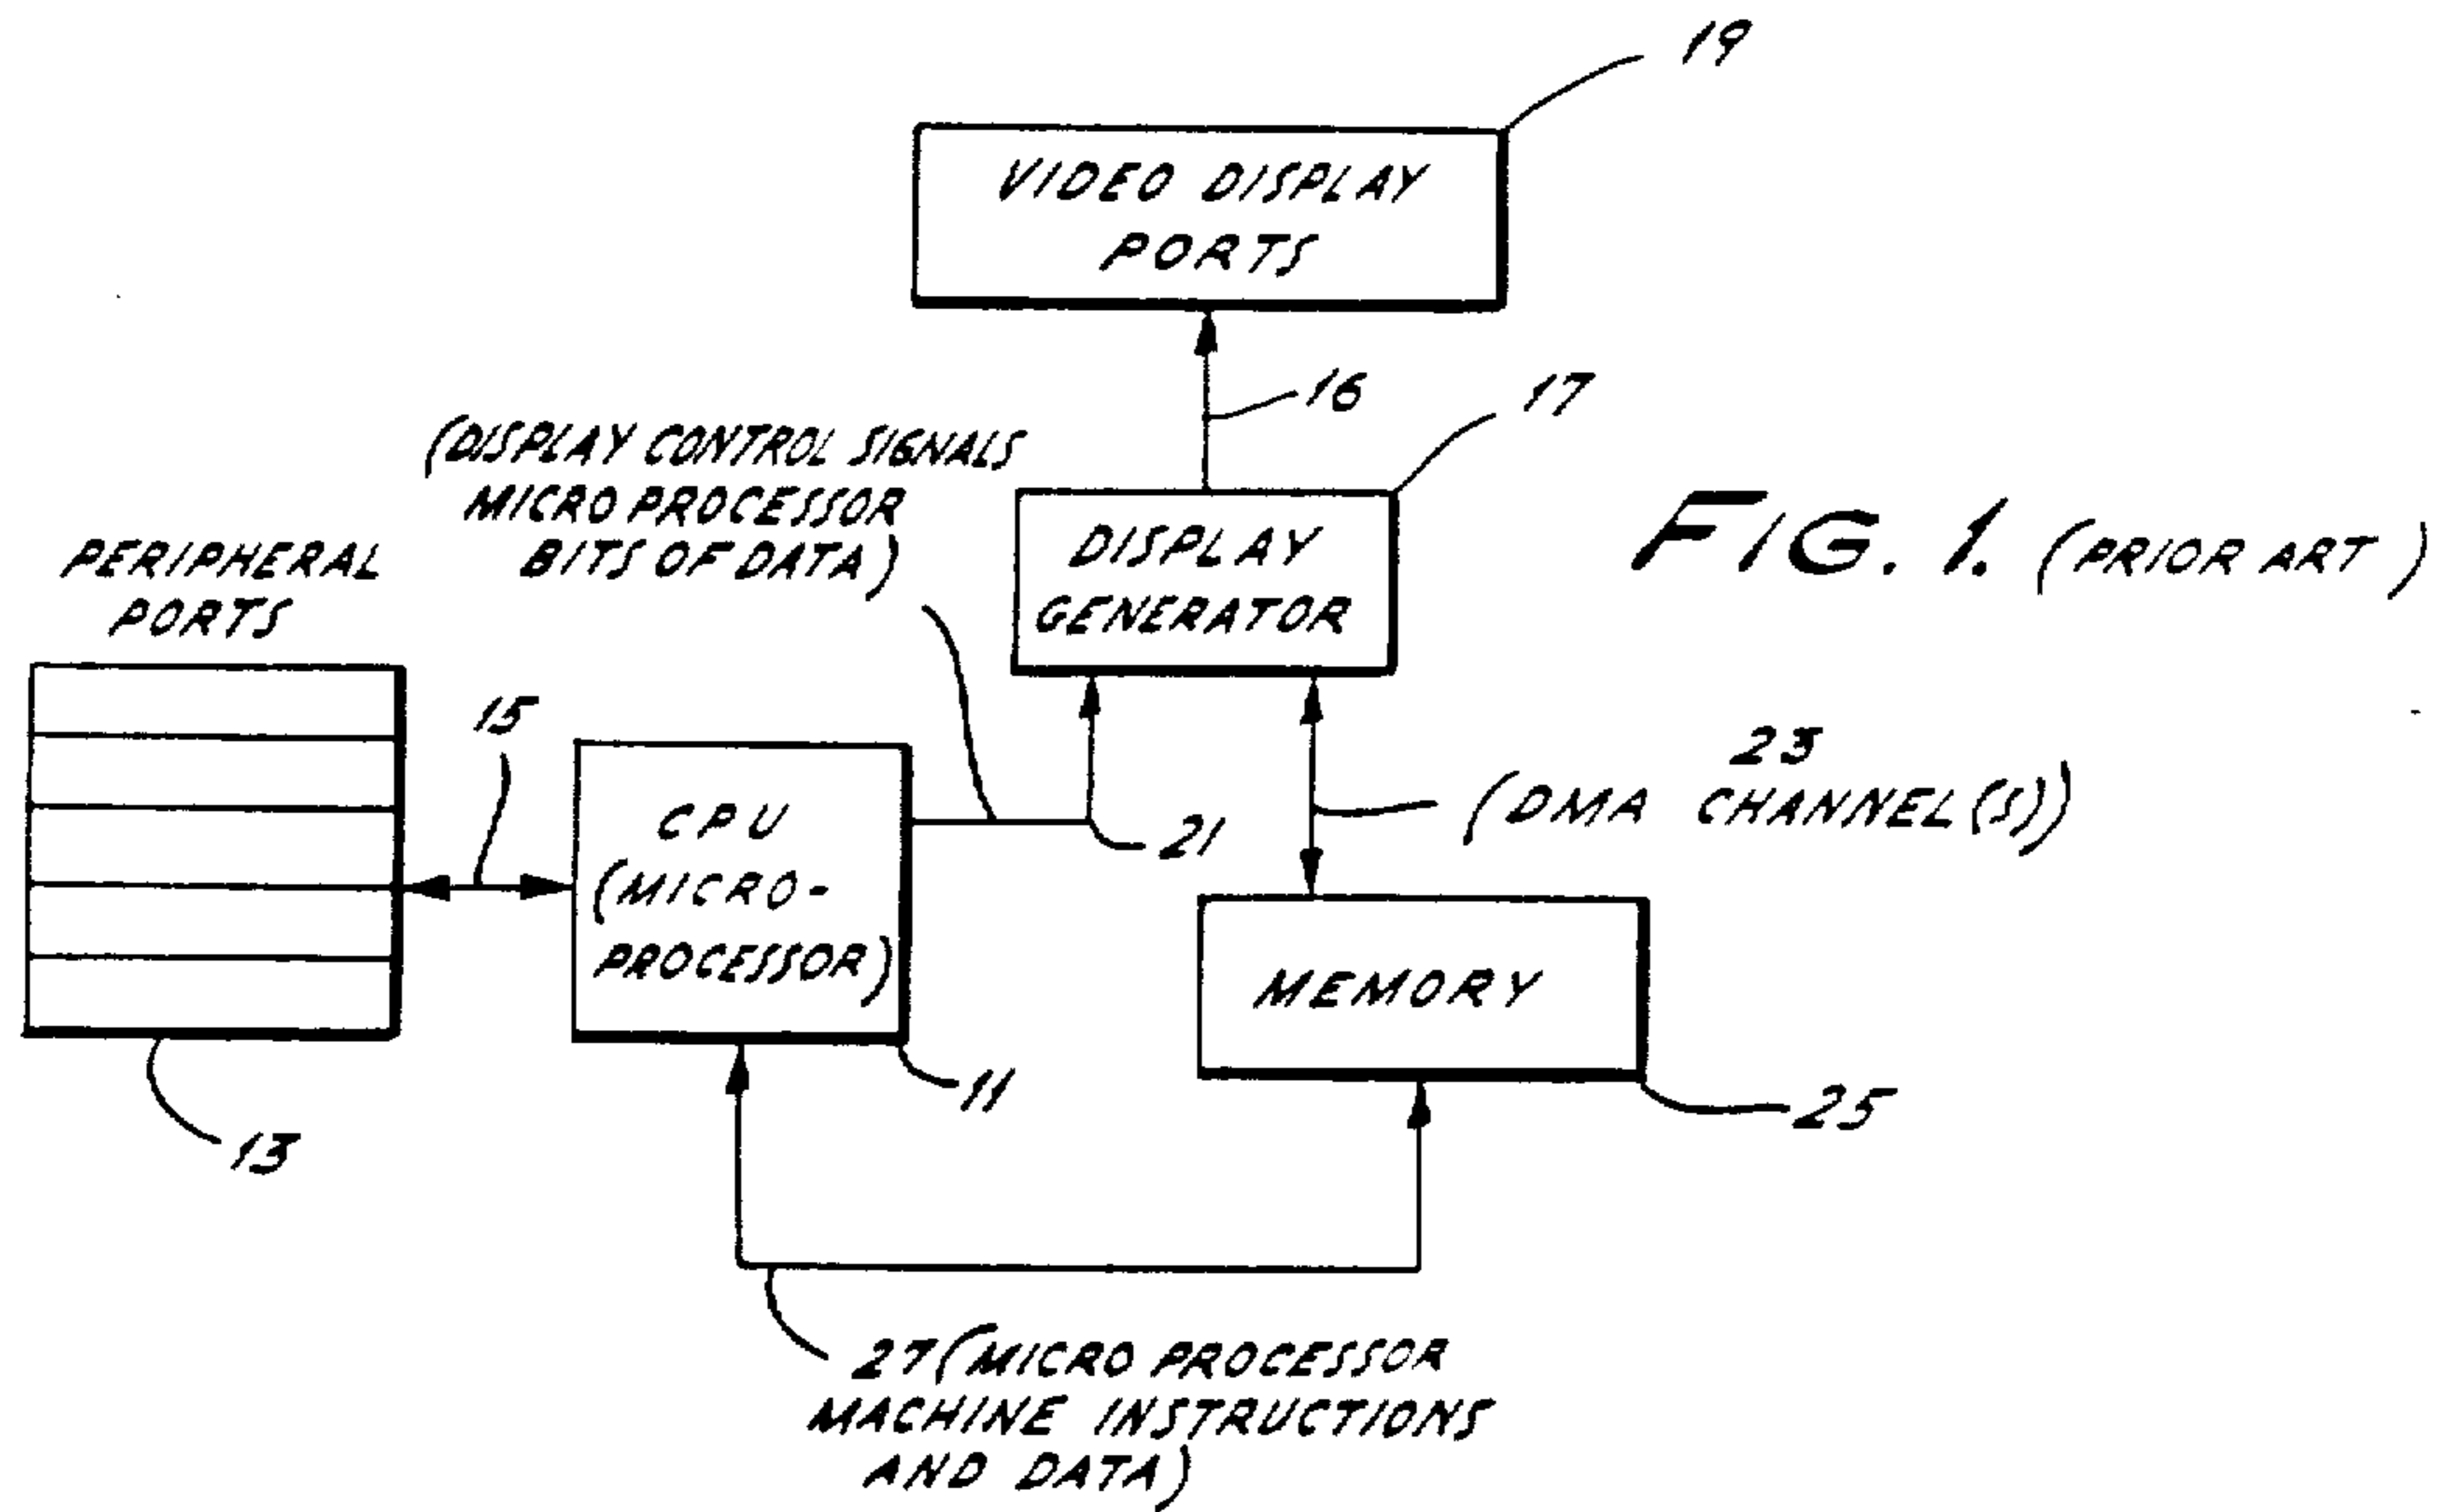 19
VIDEO DISPLAY
PORTS
16
17
(DISPLAY CONTROL SIGNALS
MICRO PROCESSOR
BITS OF DATA)
DISPLAY
GENERATOR
FIG. 1. (PRIOR ART)
PERIPHERAL
PORTS
15
23
(DMA CHANNEL(S))
CPU
(MICRO-
PROCESSOR)
21
MEMORY
11
25
13
27 (MICRO PROCESSOR
MACHINE INSTRUCTIONS
AND DATA)